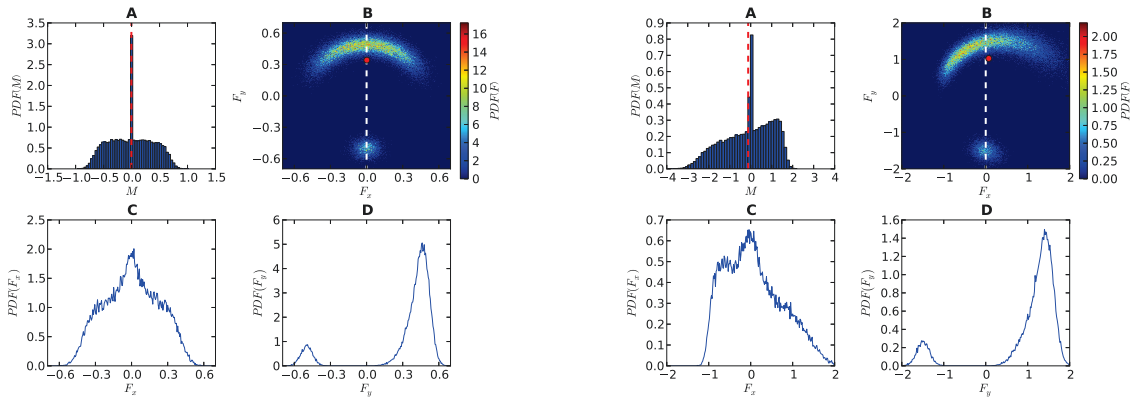 A
3.5
3.0
2.5
2.0
1.5
1.0
0.5
0.0
PDF(M)
−1.5 −1.0 −0.5 0.0 0.5 1.0 1.5
M
B
0.6
0.3
0.0
−0.3
−0.6
F_y
−0.6 −0.3 0.0 0.3 0.6
F_x
16
14
12
10
8
6
4
2
0
PDF(F)
A
0.9
0.8
0.7
0.6
0.5
0.4
0.3
0.2
0.1
0.0
PDF(M)
−4 −3 −2 −1 0 1 2 3 4
M
B
2
1
0
−1
−2
F_y
−2 −1 0 1 2
F_x
2.00
1.75
1.50
1.25
1.00
0.75
0.50
0.25
0.00
PDF(F)
C
2.5
2.0
1.5
1.0
0.5
0.0
PDF(F_x)
−0.6 −0.3 0.0 0.3 0.6
F_x
D
6
5
4
3
2
1
0
PDF(F_y)
−0.6 −0.3 0.0 0.3 0.6
F_y
C
0.7
0.6
0.5
0.4
0.3
0.2
0.1
0.0
PDF(F_x)
−2 −1 0 1 2
F_x
D
1.6
1.4
1.2
1.0
0.8
0.6
0.4
0.2
0.0
PDF(F_y)
−2 −1 0 1 2
F_y